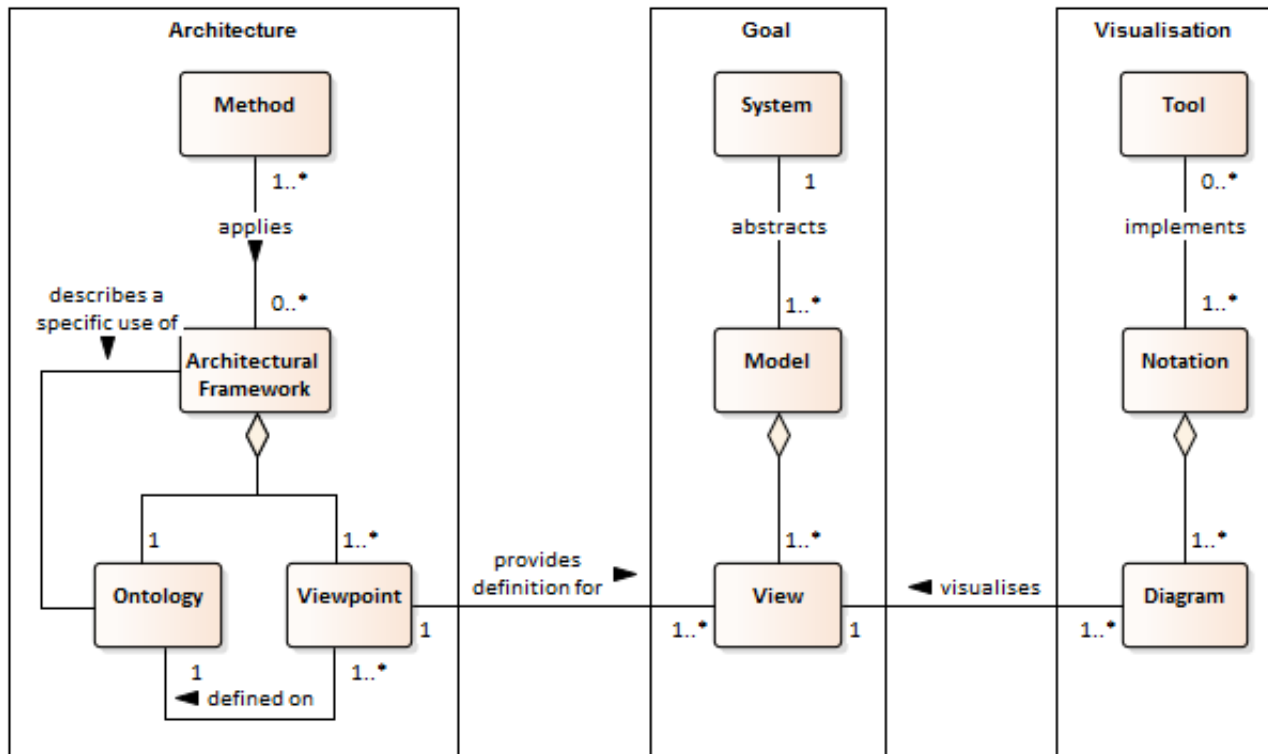 Architecture
Goal
Visualisation
Method
System
Tool
1..*
1
0..*
applies
abstracts
implements
describes a
specific use of
0..*
1..*
1..*
Architectural
Framework
Model
Notation
1
1..*
1..*
1..*
provides
definition for
visualises
Ontology
Viewpoint
View
Diagram
1
1..*
1
1..*
1
1..*
defined on